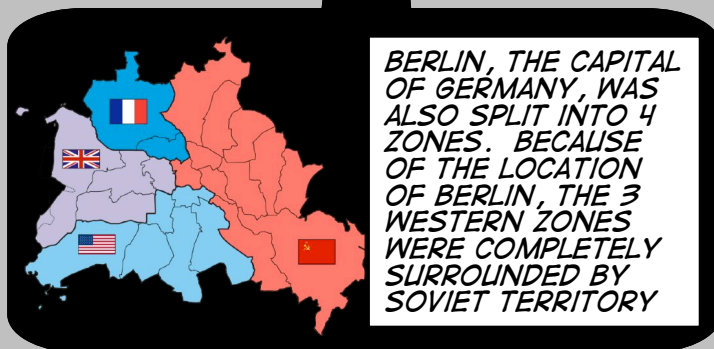 BERLIN, THE CAPITAL
OF GERMANY, WAS
ALSO SPLIT INTO 4
ZONES. BECAUSE
OF THE LOCATION
OF BERLIN, THE 3
WESTERN ZONES
WERE COMPLETELY
SURROUNDED BY
SOVIET TERRITORY